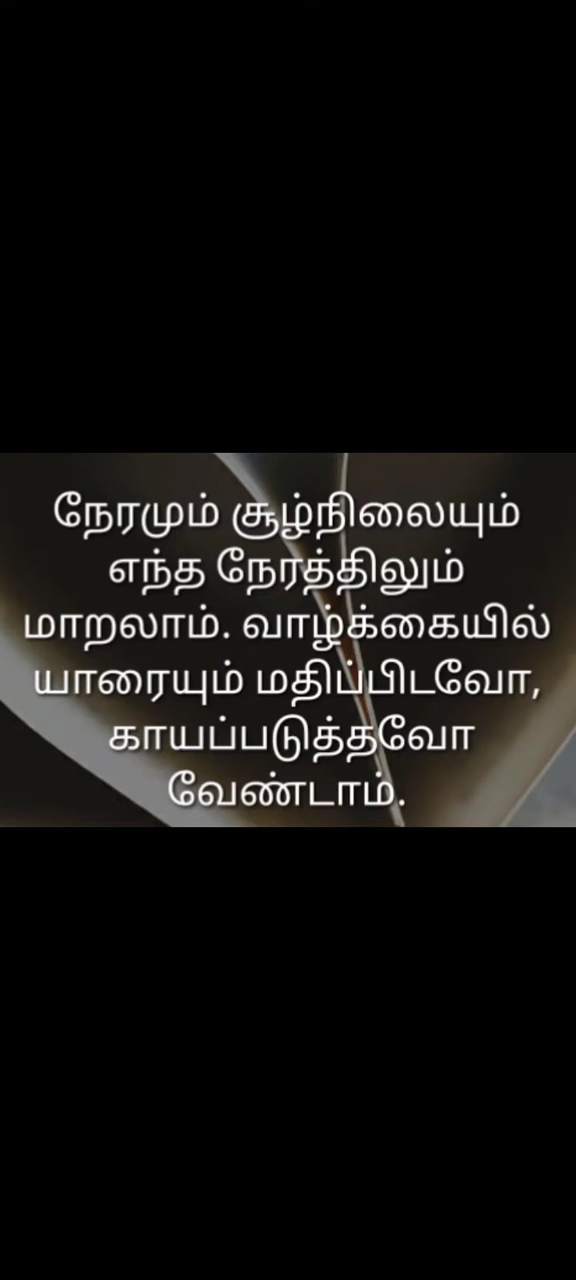 நேரமும் சூழ்நிலையும்
எந்த நேரத்திலும்
மாறலாம். வாழ்க்கையில்
யாரையும் மதிப்பிடவோ,
காயப்படுத்தவோ
வேண்டாம்.